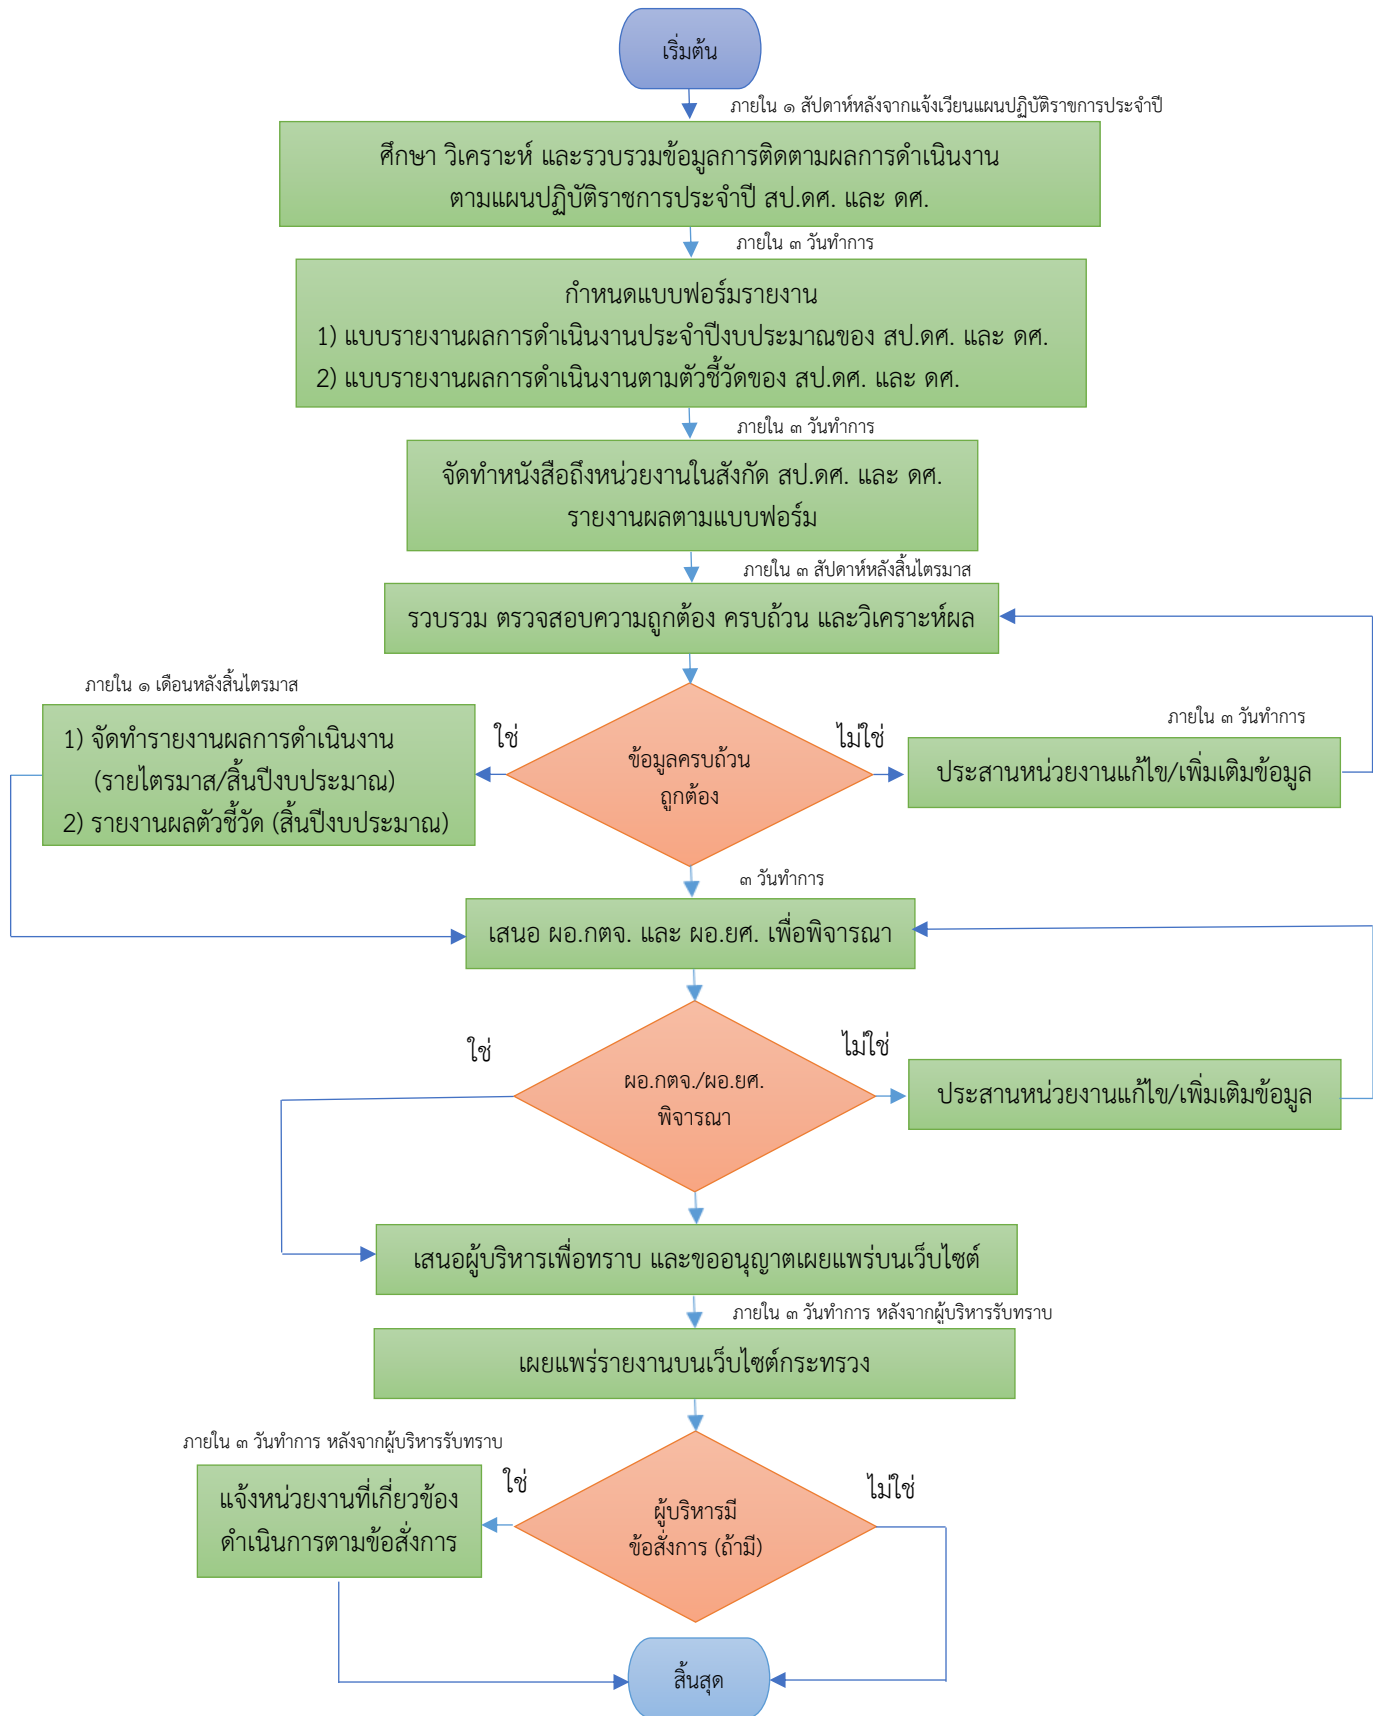 เริ่มต้น
ภายใน ๑ สัปดาห์หลังจากแจ้งเวียนแผนปฏิบัติราชการประจำปี
ศึกษา วิเคราะห์ และรวบรวมข้อมูลการติดตามผลการดำเนินงาน
ตามแผนปฏิบัติราชการประจำปี สป.ดศ. และ ดศ.
ภายใน ๓ วันทำการ
กำหนดแบบฟอร์มรายงาน
1) แบบรายงานผลการดำเนินงานประจำปีงบประมาณของ สป.ดศ. และ ดศ.
2) แบบรายงานผลการดำเนินงานตามตัวชี้วัดของ สป.ดศ. และ ดศ.
ภายใน ๓ วันทำการ
จัดทำหนังสือถึงหน่วยงานในสังกัด สป.ดศ. และ ดศ.
รายงานผลตามแบบฟอร์ม
ภายใน ๓ สัปดาห์หลังสิ้นไตรมาส
รวบรวม ตรวจสอบความถูกต้อง ครบถ้วน และวิเคราะห์ผล
ภายใน ๑ เดือนหลังสิ้นไตรมาส
1) จัดทำรายงานผลการดำเนินงาน
(รายไตรมาส/สิ้นปีงบประมาณ)
2) รายงานผลตัวชี้วัด (สิ้นปีงบประมาณ)
ใช่
ข้อมูลครบถ้วน
ถูกต้อง
ไม่ใช่
ภายใน ๓ วันทำการ
ประสานหน่วยงานแก้ไข/เพิ่มเติมข้อมูล
๓ วันทำการ
เสนอ ผอ.กตจ. และ ผอ.ยศ. เพื่อพิจารณา
ใช่
ผอ.กตจ./ผอ.ยศ.
พิจารณา
ไม่ใช่
ประสานหน่วยงานแก้ไข/เพิ่มเติมข้อมูล
เสนอผู้บริหารเพื่อทราบ และขออนุญาตเผยแพร่บนเว็บไซต์
ภายใน ๓ วันทำการ หลังจากผู้บริหารรับทราบ
เผยแพร่รายงานบนเว็บไซต์กระทรวง
ภายใน ๓ วันทำการ หลังจากผู้บริหารรับทราบ
แจ้งหน่วยงานที่เกี่ยวข้อง
ดำเนินการตามข้อสั่งการ
ใช่
ผู้บริหารมี
ข้อสั่งการ (ถ้ามี)
ไม่ใช่
สิ้นสุด